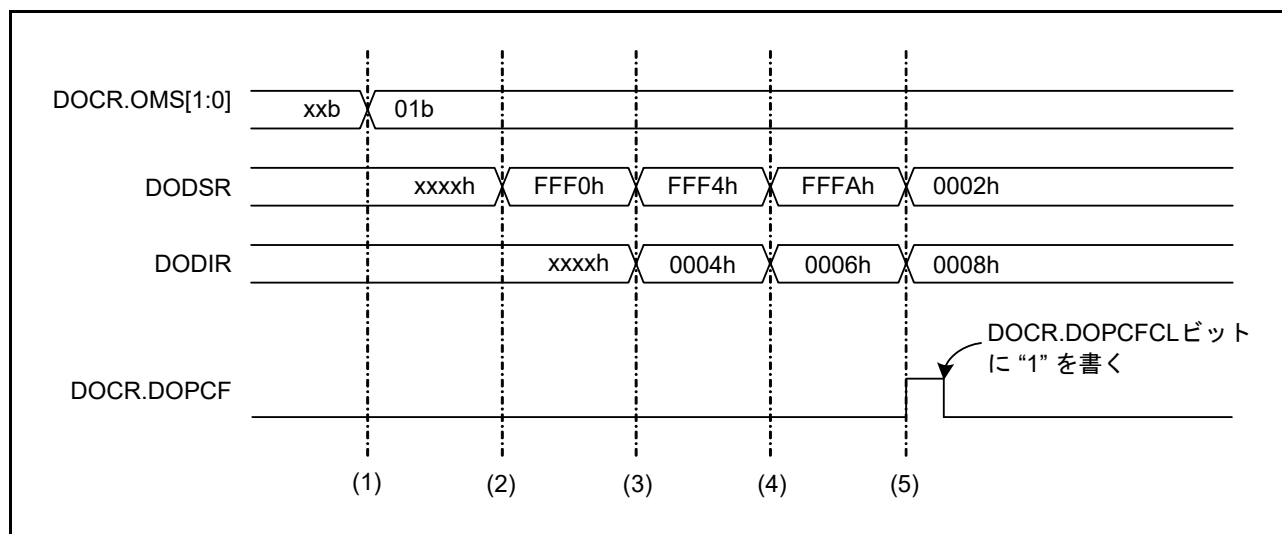 DOCR.OMS[1:0] xxb 01b
DODSR xxxxh FFF0h FFF4h FFFAh 0002h
DODIR xxxxh 0004h 0006h 0008h
DOCR.DOPCFCLビット
に “1” を書く
DOCR.DOPCF
(1) (2) (3) (4) (5)